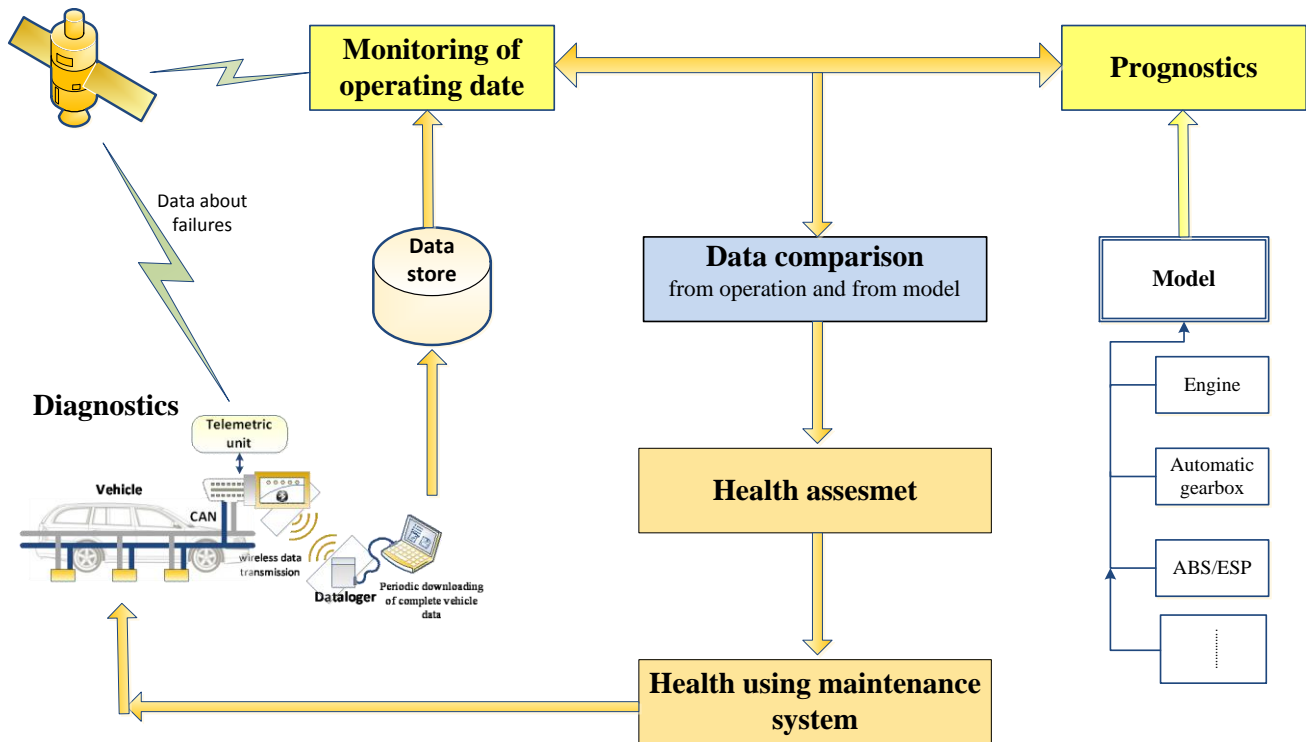 Monitoring of
operating date
Prognostics
Data about
failures
Data
store
Data comparison
from operation and from model
Model
Engine
Diagnostics
Telemetric
unit
Automatic
gearbox
Health assesmet
Vehicle
CAN
wireless data
transmission
Dataloger
Periodic downloading
of complete vehicle
data
ABS/ESP
Health using maintenance
system